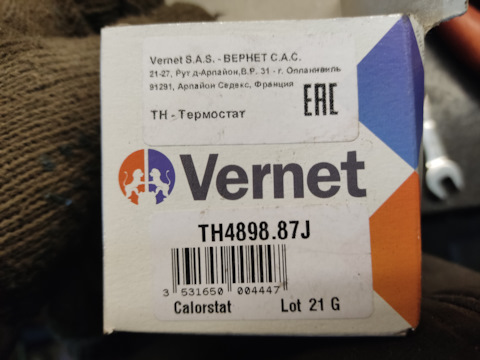 Vernet S.A.S. - ВЕРНЕТ С.А.С.
21-27, Рут д-Арпайон, В.Р. 31 - г. Оллаинвиль
91291, Арпайон Седекс, Франция
EAC
TH - Термостат
Vernet
TH4898.87J
3 531650 004447
Calorstat Lot 21 G